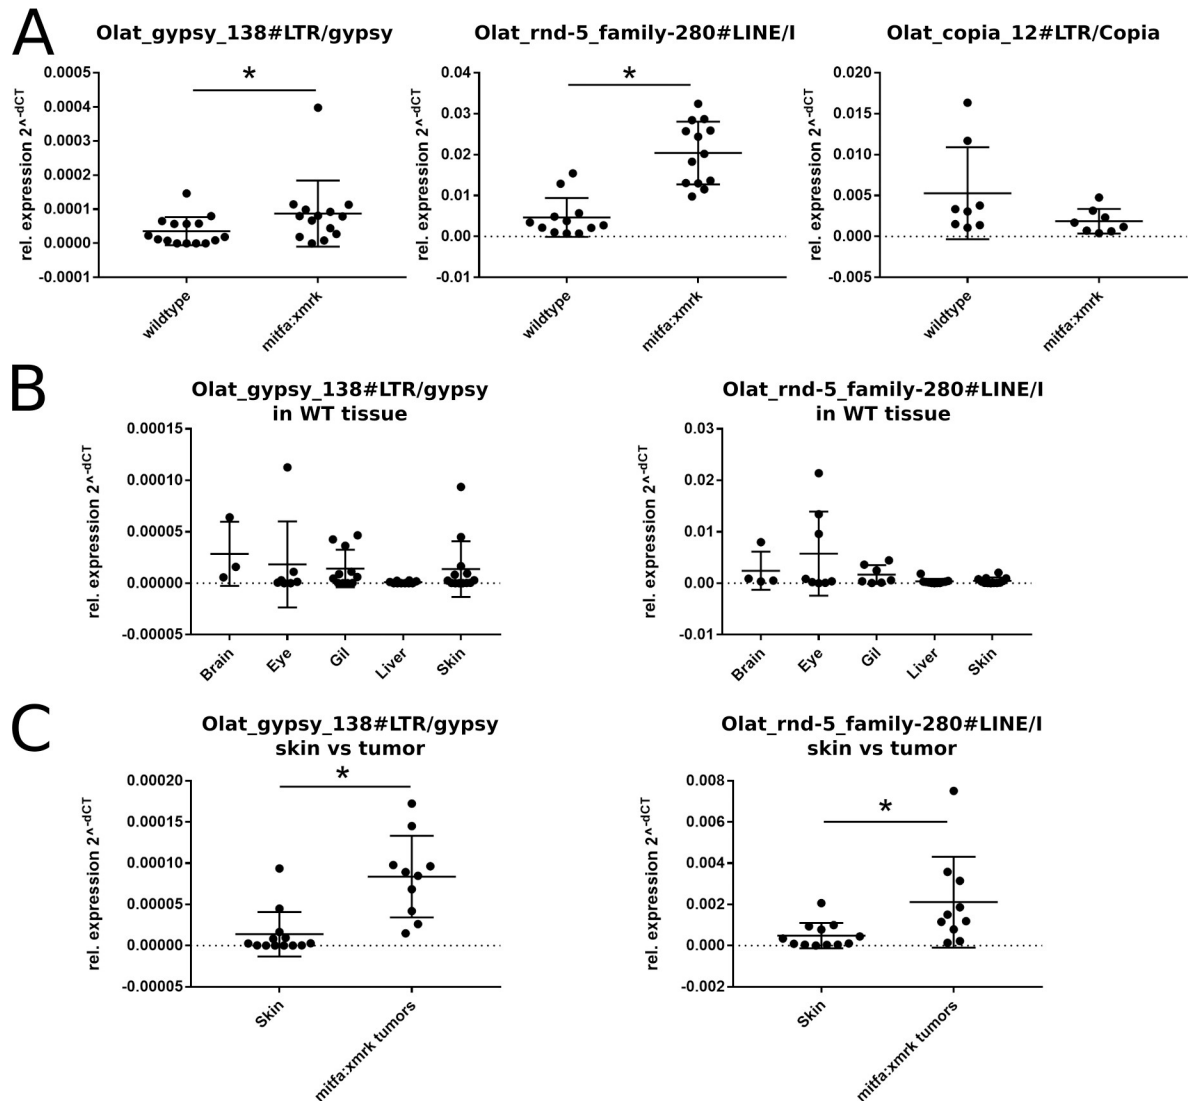 A
Olat_gypsy_138#LTR/gypsy
rel. expression 2^-dCT
0.0005
0.0004
0.0003
0.0002
0.0001
0.0000
-0.0001
*
wildtype
mitfa:xmrk
Olat_rnd-5_family-280#LINE/I
rel. expression 2^-dCT
0.04
0.03
0.02
0.01
0.00
-0.01
*
wildtype
mitfa:xmrk
Olat_copia_12#LTR/Copia
rel. expression 2^-dCT
0.020
0.015
0.010
0.005
0.000
-0.005
wildtype
mitfa:xmrk
B
Olat_gypsy_138#LTR/gypsy
in WT tissue
rel. expression 2^-dCT
0.00015
0.00010
0.00005
0.00000
-0.00005
Brain
Eye
Gil
Liver
Skin
Olat_rnd-5_family-280#LINE/I
in WT tissue
rel. expression 2^-dCT
0.03
0.02
0.01
0.00
-0.01
Brain
Eye
Gil
Liver
Skin
C
Olat_gypsy_138#LTR/gypsy
skin vs tumor
rel. expression 2^-dCT
0.00020
0.00015
0.00010
0.00005
0.00000
-0.00005
*
Skin
mitfa:xmrk tumors
Olat_rnd-5_family-280#LINE/I
skin vs tumor
rel. expression 2^-dCT
0.008
0.006
0.004
0.002
0.000
-0.002
*
Skin
mitfa:xmrk tumors